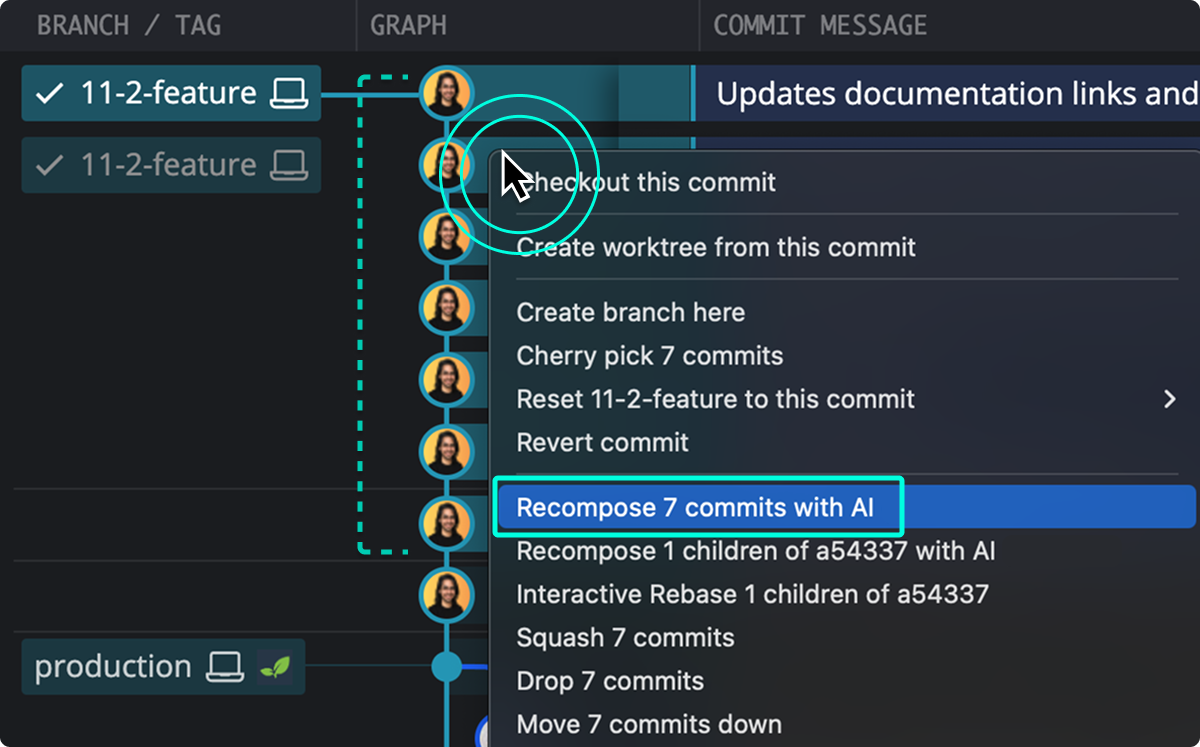 BRANCH / TAG
GRAPH
COMMIT MESSAGE
11-2-feature
Updates documentation links and
11-2-feature
Checkout this commit
Create worktree from this commit
Create branch here
Cherry pick 7 commits
Reset 11-2-feature to this commit
Revert commit
Recompose 7 commits with AI
Recompose 1 children of a54337 with AI
Interactive Rebase 1 children of a54337
Squash 7 commits
production
Drop 7 commits
Move 7 commits down